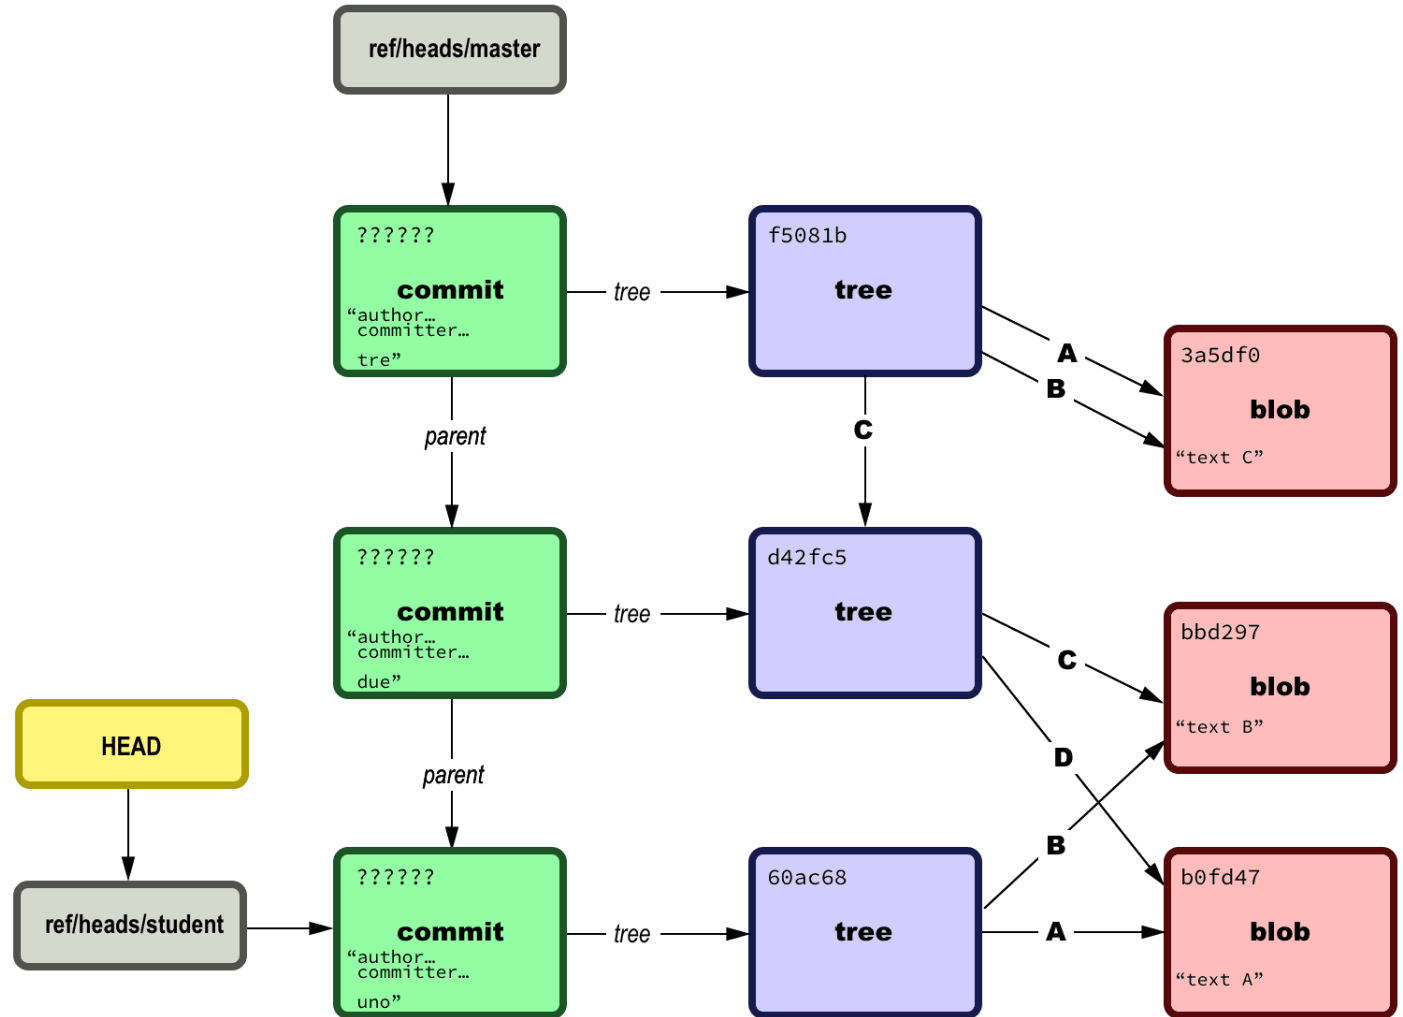 ref/heads/master
??????
commit
“author…
committer…
tre”
tree
f5081b
tree
A
B
3a5df0
blob
“text C”
parent
C
??????
commit
“author…
committer…
due”
tree
d42fc5
tree
C
D
bbd297
blob
“text B”
HEAD
parent
B
ref/heads/student
??????
commit
“author…
committer…
uno”
tree
60ac68
tree
A
b0fd47
blob
“text A”